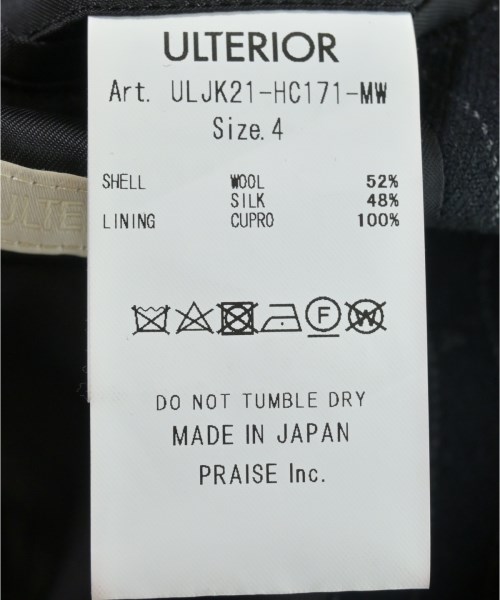 ULTERIOR
Art. ULJK21-HC171-MW
Size.4
SHELL WOOL 52%
SILK 48%
LINING CUPRO 100%
F W
DO NOT TUMBLE DRY
MADE IN JAPAN
PRAISE Inc.
ULTE